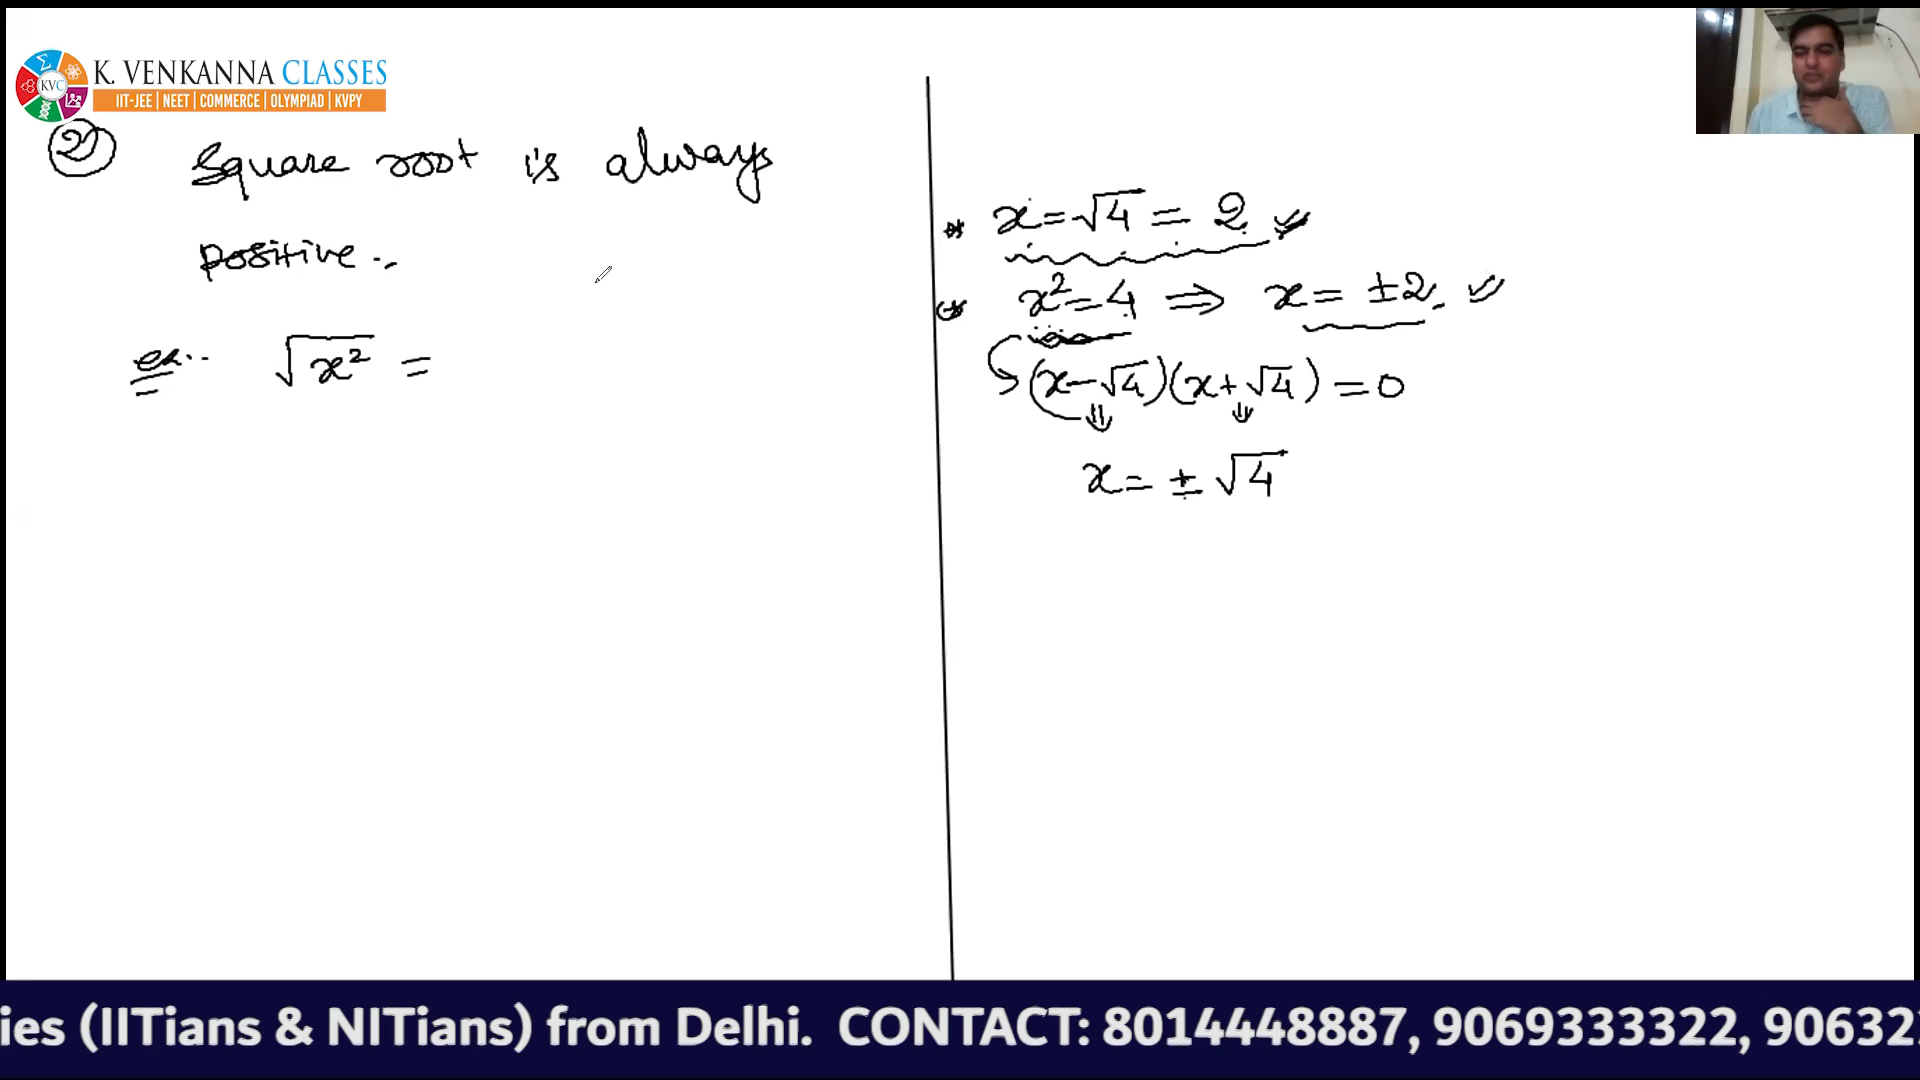 K. VENKANNA CLASSES
KVC
IIT-JEE | NEET | COMMERCE | OLYMPIAD | KVPY
② Square root is always
positive..
ex.. √x² =
* x = √4 = 2
x² = 4 ⇒ x = ±2.
(x-√4)(x+√4) = 0
x = ± √4
ies (IITians & NITians) from Delhi. CONTACT: 8014448887, 9069333322, 90632